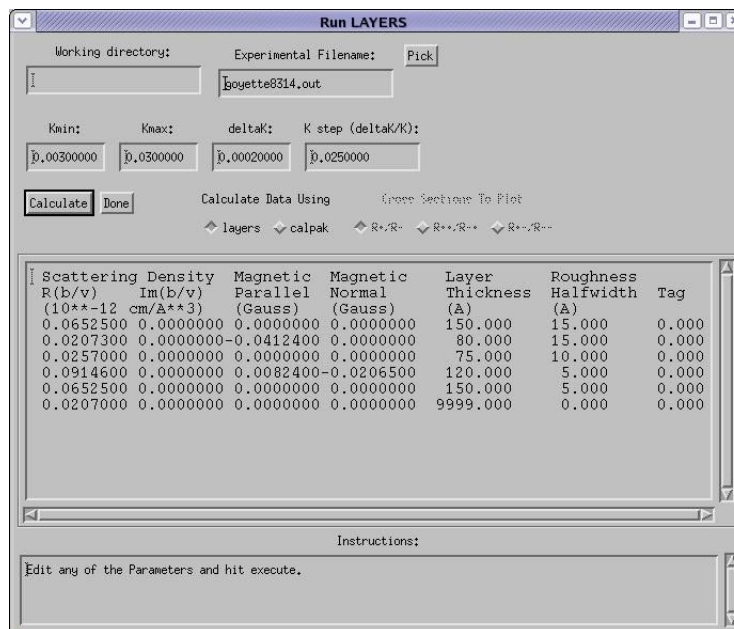 Run LAYERS
Working directory: Experimental Filename: Pick
goyette8314.out
Kmin: Kmax: deltaK: K step (deltaK/K):
0.00300000 0.0300000 0.00020000 0.0250000
Calculate Done Calculate Data Using Cross Sections To Plot
layers calpak R+/R- R++/R-+ R+-/R--
Scattering Density Magnetic Magnetic Layer Roughness
R(b/v) Im(b/v) Parallel Normal Thickness Halfwidth Tag
(10**-12 cm/A**3) (Gauss) (Gauss) (A) (A)
0.0652500 0.0000000 0.0000000 0.0000000 150.000 15.000 0.000
0.0207300 0.0000000-0.0412400 0.0000000 80.000 15.000 0.000
0.0257000 0.0000000 0.0000000 0.0000000 75.000 10.000 0.000
0.0914600 0.0000000 0.0082400-0.0206500 120.000 5.000 0.000
0.0652500 0.0000000 0.0000000 0.0000000 150.000 5.000 0.000
0.0207000 0.0000000 0.0000000 0.0000000 9999.000 0.000 0.000
Instructions:
Edit any of the Parameters and hit execute.